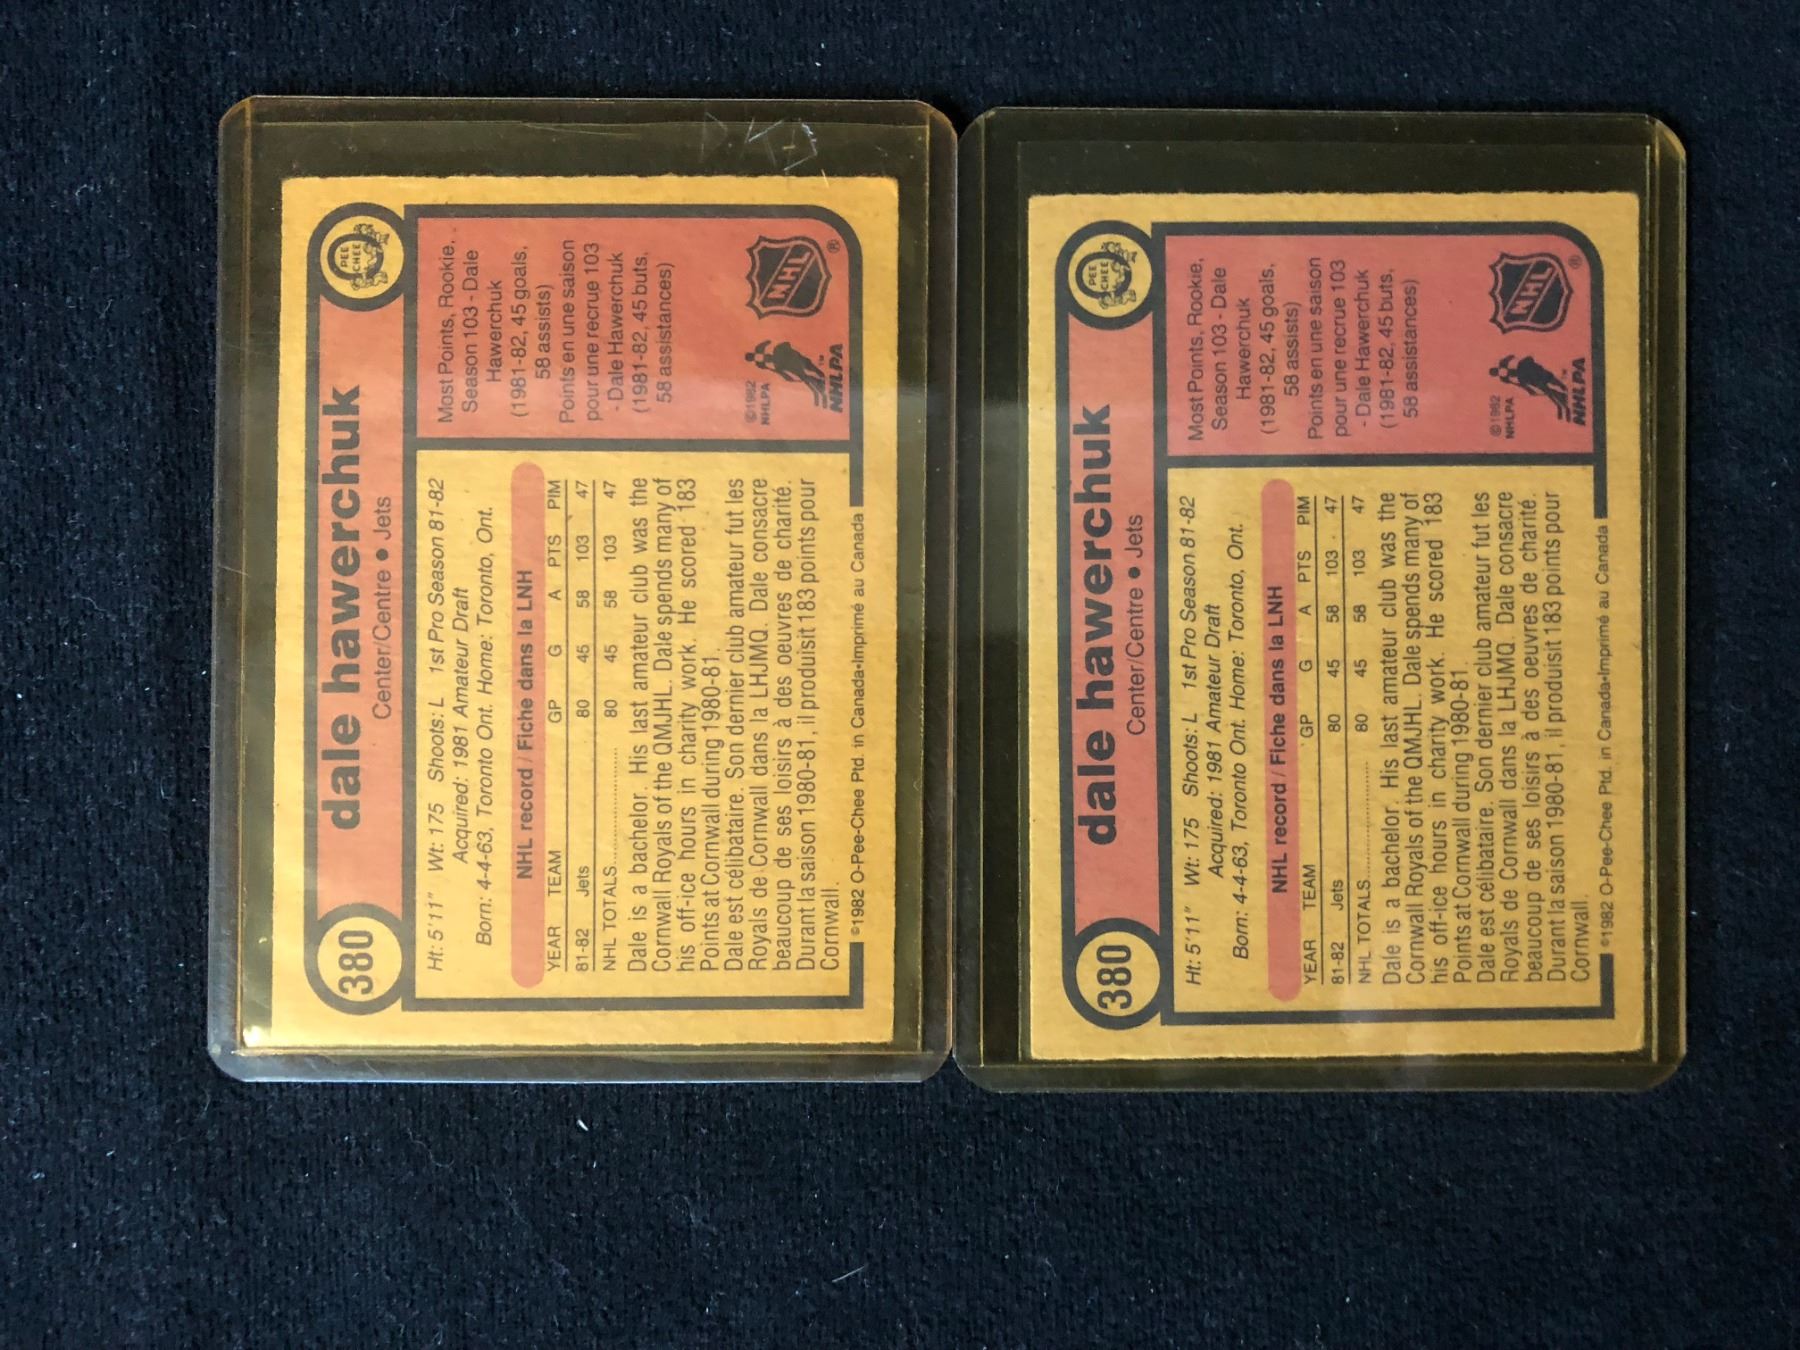 D.KJ
380
dale hawerchuk
Center/Centre • Jets
O PEE CHEE
Ht: 5'11" Wt: 175 Shoots: L 1st Pro Season 81-82
Acquired: 1981 Amateur Draft
Born: 4-4-63, Toronto Ont. Home: Toronto, Ont.
NHL record / Fiche dans la LNH
YEAR TEAM GP G A PTS PIM
81-82 Jets 80 45 58 103 47
NHL TOTALS.................... 80 45 58 103 47
Dale is a bachelor. His last amateur club was the
Cornwall Royals of the QMJHL. Dale spends many of
his off-ice hours in charity work. He scored 183
Points at Cornwall during 1980-81.
Dale est célibataire. Son dernier club amateur fut les
Royals de Cornwall dans la LHJMQ. Dale consacre
beaucoup de ses loisirs à des oeuvres de charité.
Durant la saison 1980-81, il produisit 183 points pour
Cornwall.
©1982 O-Pee-Chee Ptd. in Canada-Imprimé au Canada
Most Points, Rookie,
Season 103 - Dale
Hawerchuk
(1981-82, 45 goals,
58 assists)
Points en une saison
pour une recrue 103
- Dale Hawerchuk
(1981-82, 45 buts,
58 assistances)
©1982
NHLPA
NHLPA™
NHL®
380
dale hawerchuk
Center/Centre • Jets
O PEE CHEE
Ht: 5'11" Wt: 175 Shoots: L 1st Pro Season 81-82
Acquired: 1981 Amateur Draft
Born: 4-4-63, Toronto Ont. Home: Toronto, Ont.
NHL record / Fiche dans la LNH
YEAR TEAM GP G A PTS PIM
81-82 Jets 80 45 58 103 47
NHL TOTALS.................... 80 45 58 103 47
Dale is a bachelor. His last amateur club was the
Cornwall Royals of the QMJHL. Dale spends many of
his off-ice hours in charity work. He scored 183
Points at Cornwall during 1980-81.
Dale est célibataire. Son dernier club amateur fut les
Royals de Cornwall dans la LHJMQ. Dale consacre
beaucoup de ses loisirs à des oeuvres de charité.
Durant la saison 1980-81, il produisit 183 points pour
Cornwall.
©1982 O-Pee-Chee Ptd. in Canada-Imprimé au Canada
Most Points, Rookie,
Season 103 - Dale
Hawerchuk
(1981-82, 45 goals,
58 assists)
Points en une saison
pour une recrue 103
- Dale Hawerchuk
(1981-82, 45 buts,
58 assistances)
©1982
NHLPA
NHLPA™
NHL®